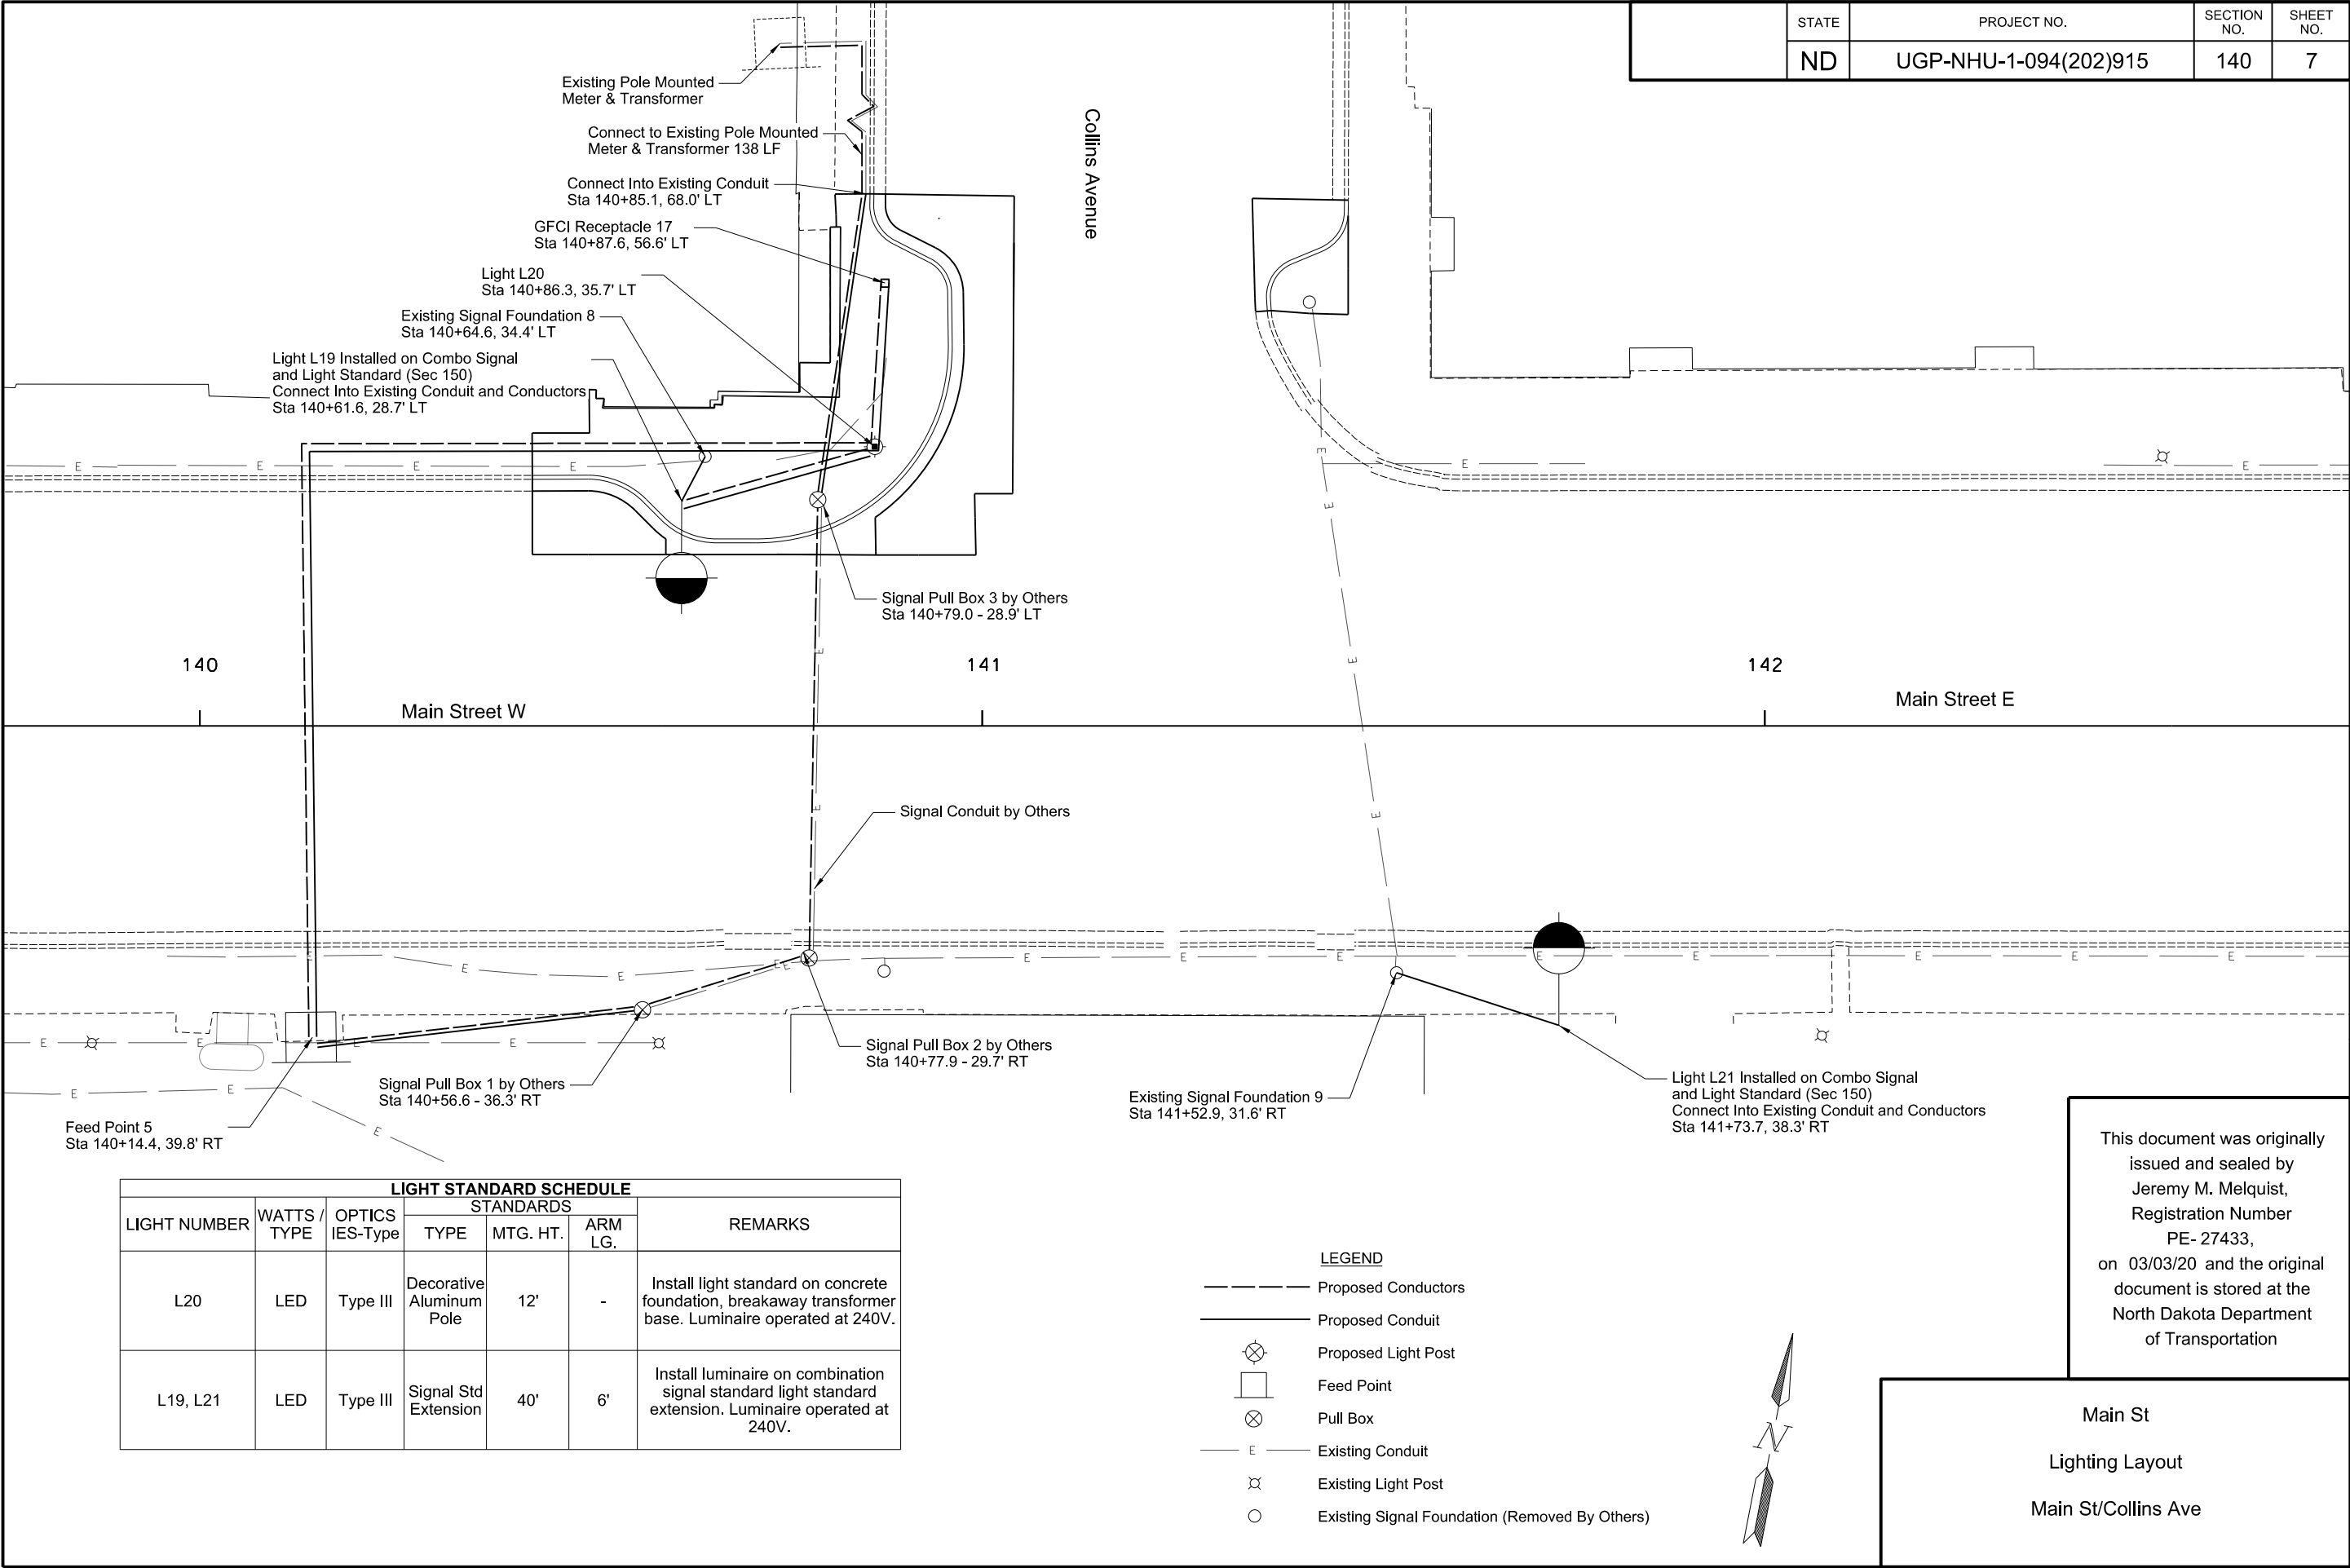 STATE
PROJECT NO.
SECTION
NO.
SHEET
NO.
ND
UGP-NHU-1-094(202)915
140
7
Existing Pole Mounted
Meter & Transformer
Connect to Existing Pole Mounted
Meter & Transformer 138 LF
Connect Into Existing Conduit
Sta 140+85.1, 68.0' LT
GFCI Receptacle 17
Sta 140+87.6, 56.6' LT
Light L20
Sta 140+86.3, 35.7' LT
Existing Signal Foundation 8
Sta 140+64.6, 34.4' LT
Light L19 Installed on Combo Signal
and Light Standard (Sec 150)
Connect Into Existing Conduit and Conductors
Sta 140+61.6, 28.7' LT
Collins Avenue
E E E E
E
E E
E
E
Signal Pull Box 3 by Others
Sta 140+79.0 - 28.9' LT
E
E
140
141
142
Main Street W
Main Street E
Signal Conduit by Others
E
E
E E E E E
E E E E E E E E E
E E E E
Signal Pull Box 2 by Others
Sta 140+77.9 - 29.7' RT
Signal Pull Box 1 by Others
Sta 140+56.6 - 36.3' RT
E E
E
Feed Point 5
Sta 140+14.4, 39.8' RT
Existing Signal Foundation 9
Sta 141+52.9, 31.6' RT
Light L21 Installed on Combo Signal
and Light Standard (Sec 150)
Connect Into Existing Conduit and Conductors
Sta 141+73.7, 38.3' RT
LIGHT STANDARD SCHEDULE
LIGHT NUMBER
WATTS /
TYPE
OPTICS
IES-Type
STANDARDS
TYPE
MTG. HT.
ARM
LG.
REMARKS
L20
LED
Type III
Decorative
Aluminum
Pole
12'
-
Install light standard on concrete
foundation, breakaway transformer
base. Luminaire operated at 240V.
L19, L21
LED
Type III
Signal Std
Extension
40'
6'
Install luminaire on combination
signal standard light standard
extension. Luminaire operated at
240V.
LEGEND
Proposed Conductors
Proposed Conduit
Proposed Light Post
Feed Point
Pull Box
E Existing Conduit
Existing Light Post
Existing Signal Foundation (Removed By Others)
N
This document was originally
issued and sealed by
Jeremy M. Melquist,
Registration Number
PE- 27433,
on 03/03/20 and the original
document is stored at the
North Dakota Department
of Transportation
Main St
Lighting Layout
Main St/Collins Ave